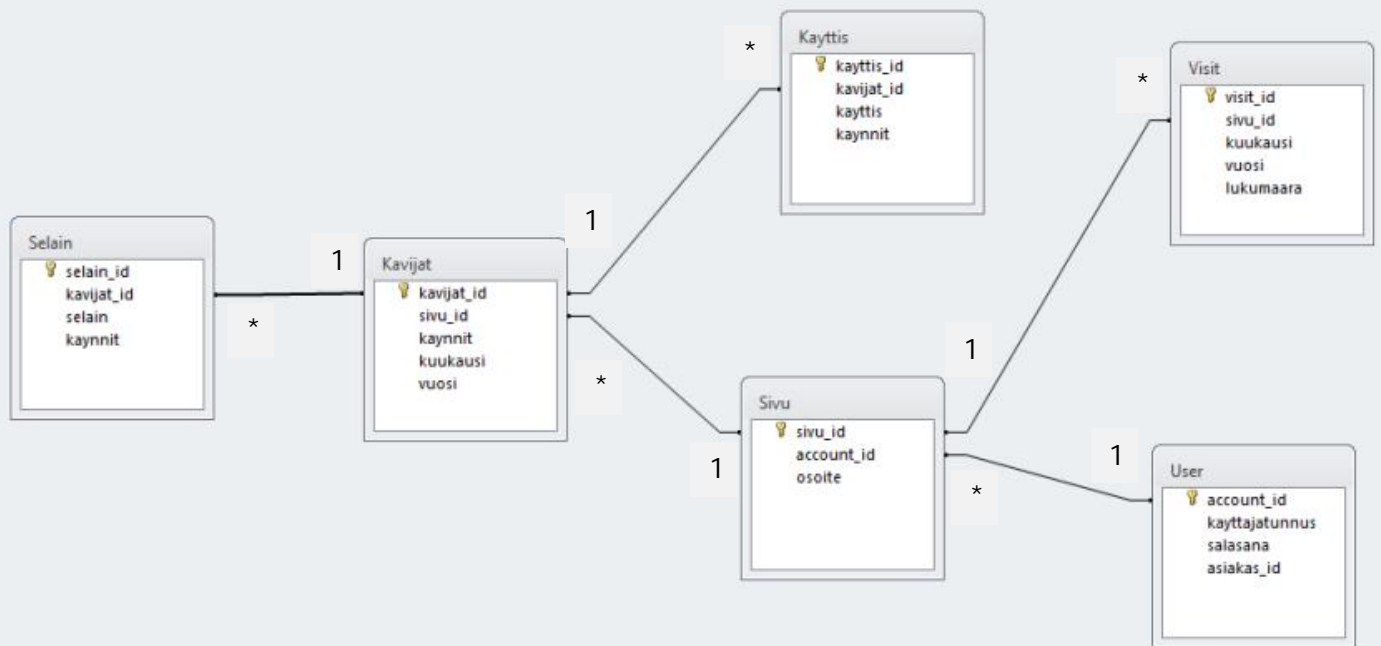 Kayttis
kayttis_id
kavijat_id
kayttis
kaynnit
*
Visit
visit_id
sivu_id
kuukausi
vuosi
lukumaara
*
Selain
selain_id
kavijat_id
selain
kaynnit
*
1
Kavijat
kavijat_id
sivu_id
kaynnit
kuukausi
vuosi
1
*
Sivu
sivu_id
account_id
osoite
1
1
*
1
User
account_id
kayttajatunnus
salasana
asiakas_id